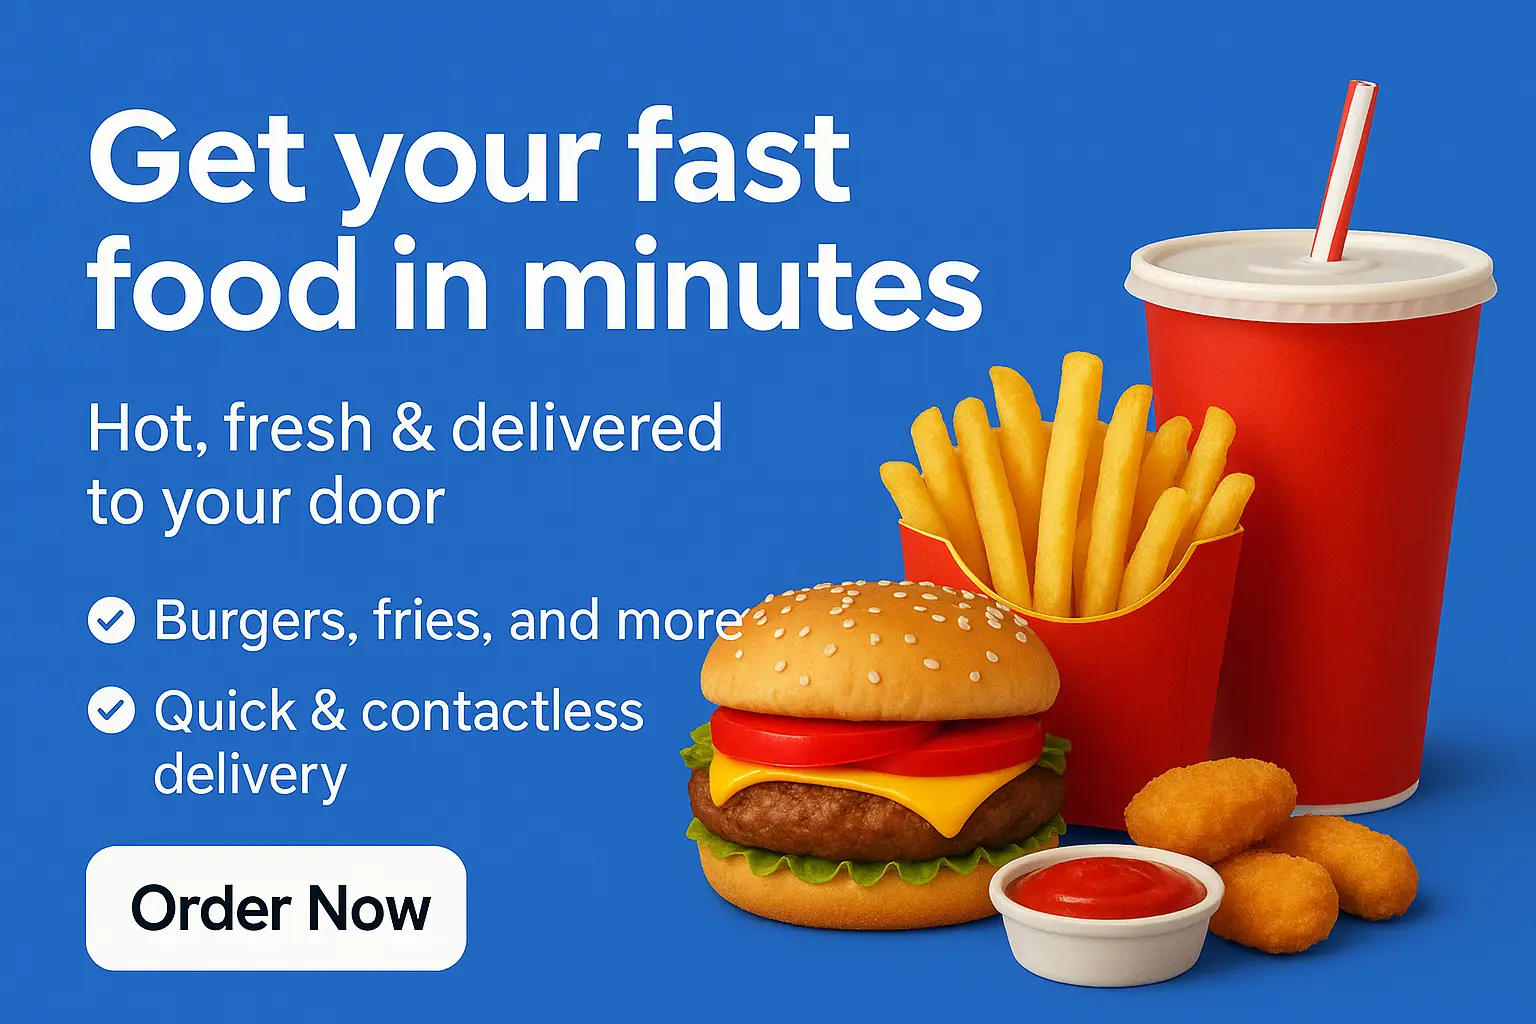 Get your fast
food in minutes
Hot, fresh & delivered
to your door
Burgers, fries, and more
Quick & contactless
delivery
Order Now